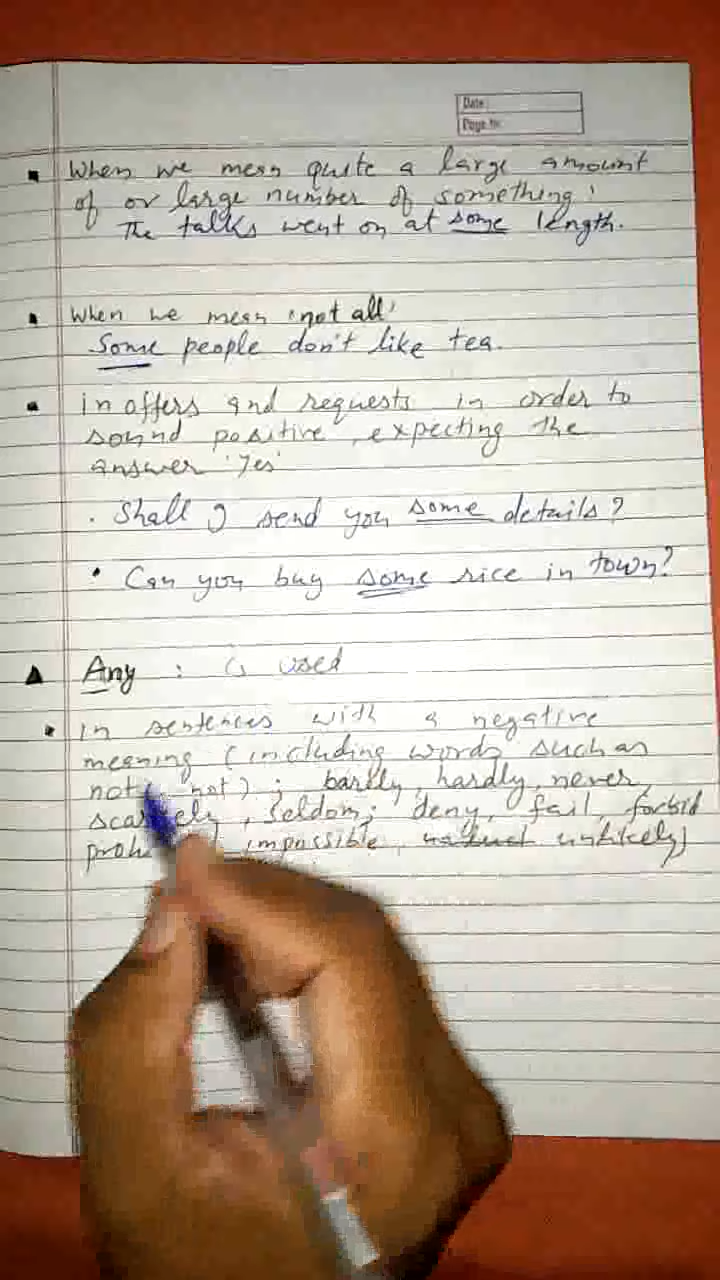 Date:
Page No:
▪ When we mean quite a large amount
of or large number of something:
The talks went on at some length.
▪ When we mean 'not all'
Some people don't like tea.
▪ in offers and requests in order to
sound positive, expecting the
answer 'Yes'
. Shall I send you some details?
• Can you buy some rice in town?
▲ Any : is used
▪ in sentences with a negative
meaning (including words such as
not ; barely, hardly, never,
seldom; deny, fail, forbid
impossible, unlikely)